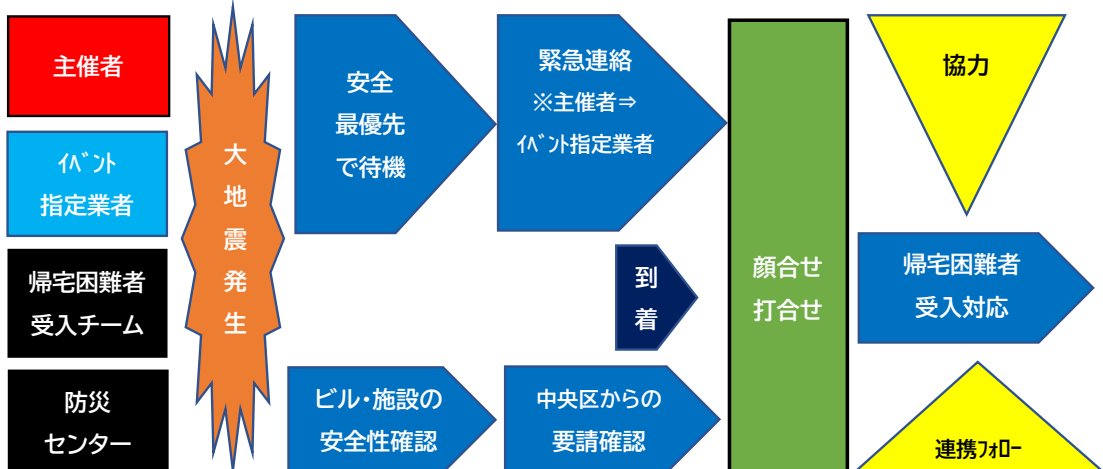 主催者
ｲﾍﾞﾝﾄ
指定業者
帰宅困難者
受入チーム
防災
センター
大地震発生
安全
最優先
で待機
緊急連絡
※主催者⇒
ｲﾍﾞﾝﾄ指定業者
到着
ビル・施設の
安全性確認
中央区からの
要請確認
顔合せ
打合せ
協力
帰宅困難者
受入対応
連携ﾌｫﾛｰ